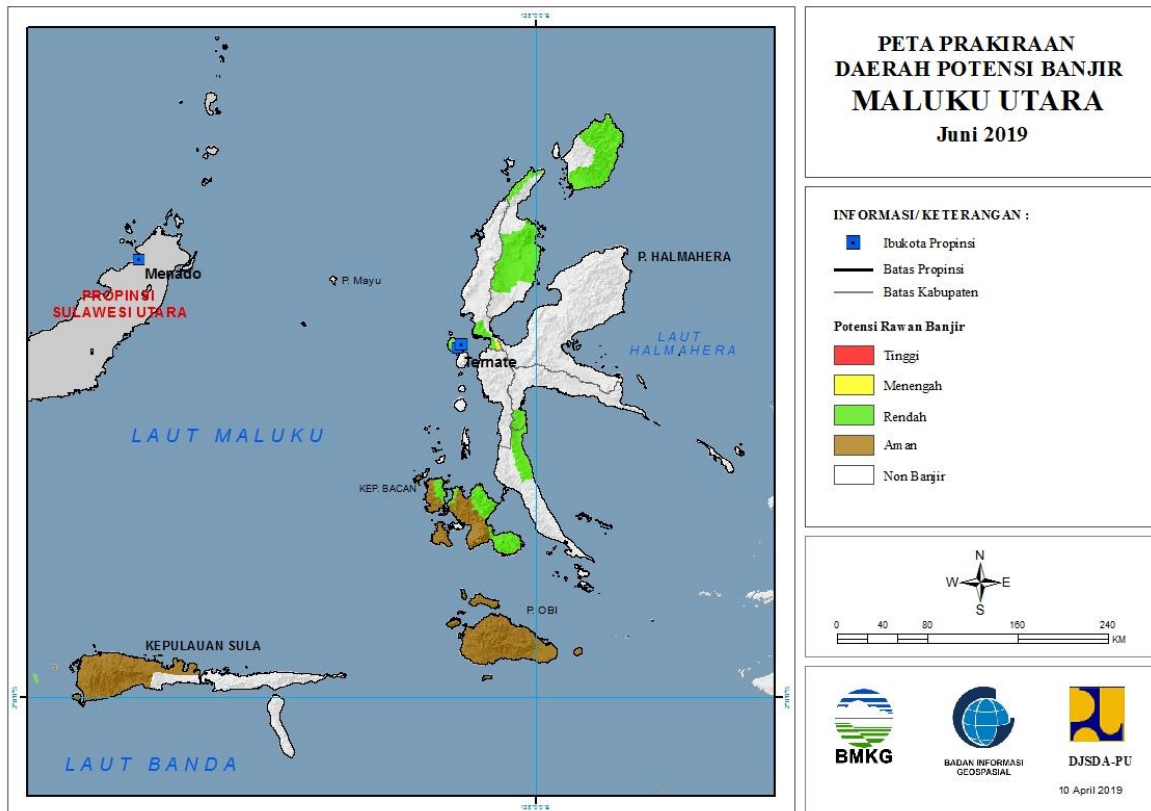 PETA PRAKIRAAN
DAERAH POTENSI BANJIR
MALUKU UTARA
Juni 2019
INFORMASI/ KETERANGAN :
Ibukota Propinsi
Batas Propinsi
Batas Kabupaten
Potensi Rawan Banjir
Tinggi
Menengah
Rendah
Aman
Non Banjir
N
W E
S
0 40 80 160 240
KM
BMKG
BADAN INFORMASI
GEOSPASIAL
DJSDA-PU
10 April 2019
Menado
PROPINSI
SULAWESI UTARA
P. Mayu
P. HALMAHERA
LAUT
HALMAHERA
Ternate
LAUT MALUKU
KEP. BACAN
P. OBI
KEPULAUAN SULA
LAUT BANDA